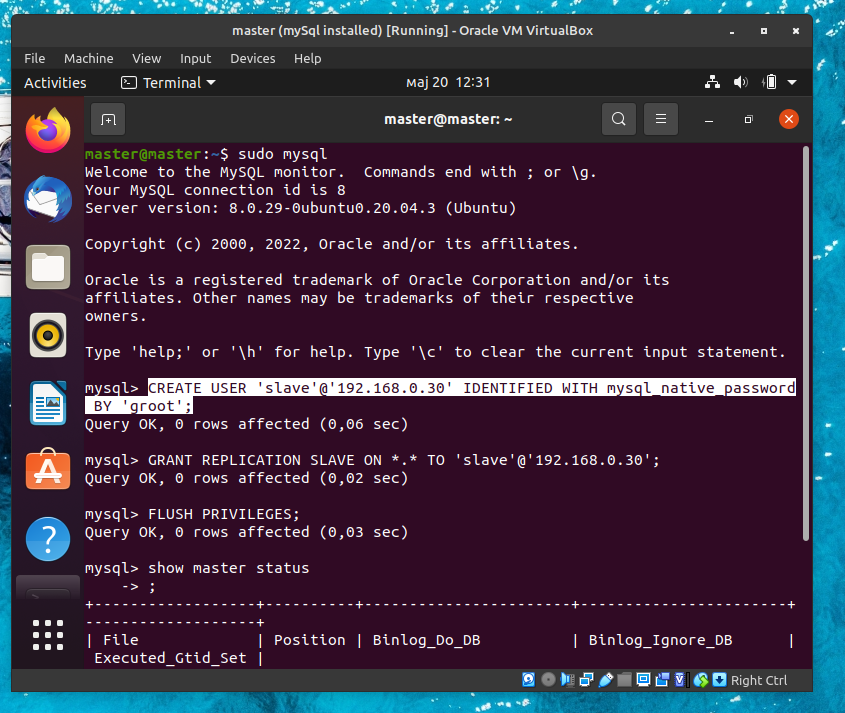 master (mySql installed) [Running] - Oracle VM VirtualBox
File Machine View Input Devices Help
Activities Terminal мај 20 12:31
master@master: ~
master@master:~$ sudo mysql
Welcome to the MySQL monitor.  Commands end with ; or \g.
Your MySQL connection id is 8
Server version: 8.0.29-0ubuntu0.20.04.3 (Ubuntu)
Copyright (c) 2000, 2022, Oracle and/or its affiliates.
Oracle is a registered trademark of Oracle Corporation and/or its
affiliates. Other names may be trademarks of their respective
owners.
Type 'help;' or '\h' for help. Type '\c' to clear the current input statement.
mysql> CREATE USER 'slave'@'192.168.0.30' IDENTIFIED WITH mysql_native_password
 BY 'groot';
Query OK, 0 rows affected (0,06 sec)
mysql> GRANT REPLICATION SLAVE ON *.* TO 'slave'@'192.168.0.30';
Query OK, 0 rows affected (0,02 sec)
mysql> FLUSH PRIVILEGES;
Query OK, 0 rows affected (0,03 sec)
mysql> show master status
    -> ;
+------------------+----------+-----------------------+-----------------------+
-------------------+
| File             | Position | Binlog_Do_DB          | Binlog_Ignore_DB      |
 Executed_Gtid_Set |
Right Ctrl